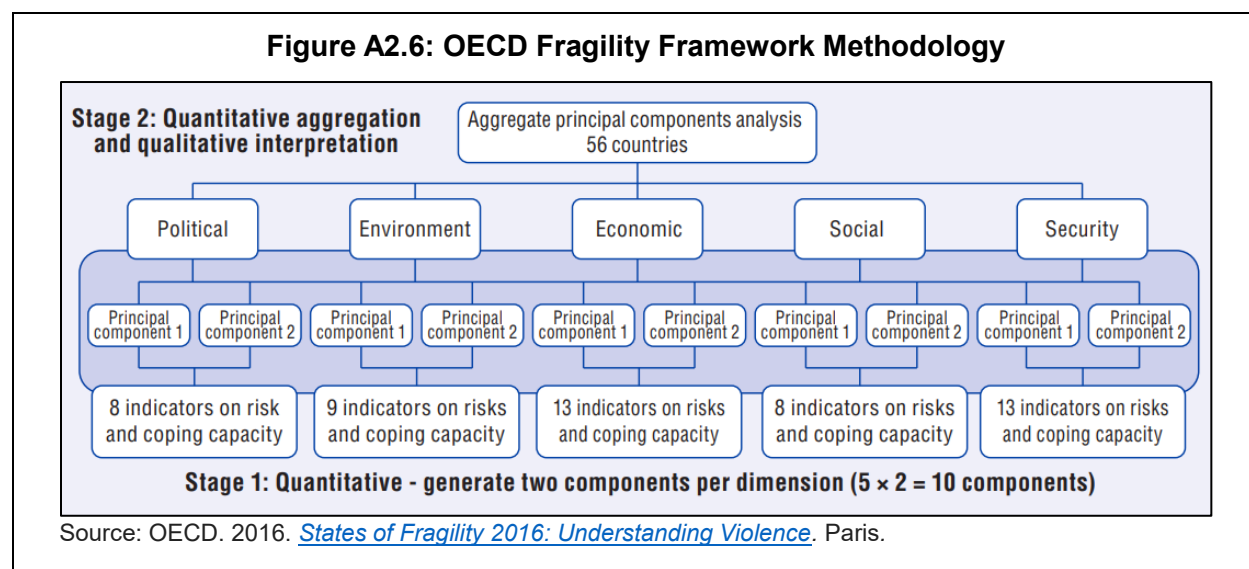 Figure A2.6: OECD Fragility Framework Methodology
Stage 2: Quantitative aggregation
and qualitative interpretation
Aggregate principal components analysis
56 countries
Political
Environment
Economic
Social
Security
Principal
component 1
Principal
component 2
Principal
component 1
Principal
component 2
Principal
component 1
Principal
component 2
Principal
component 1
Principal
component 2
Principal
component 1
Principal
component 2
8 indicators on risk
and coping capacity
9 indicators on risks
and coping capacity
13 indicators on risks
and coping capacity
8 indicators on risks
and coping capacity
13 indicators on risks
and coping capacity
Stage 1: Quantitative - generate two components per dimension (5 × 2 = 10 components)
Source: OECD. 2016. States of Fragility 2016: Understanding Violence. Paris.